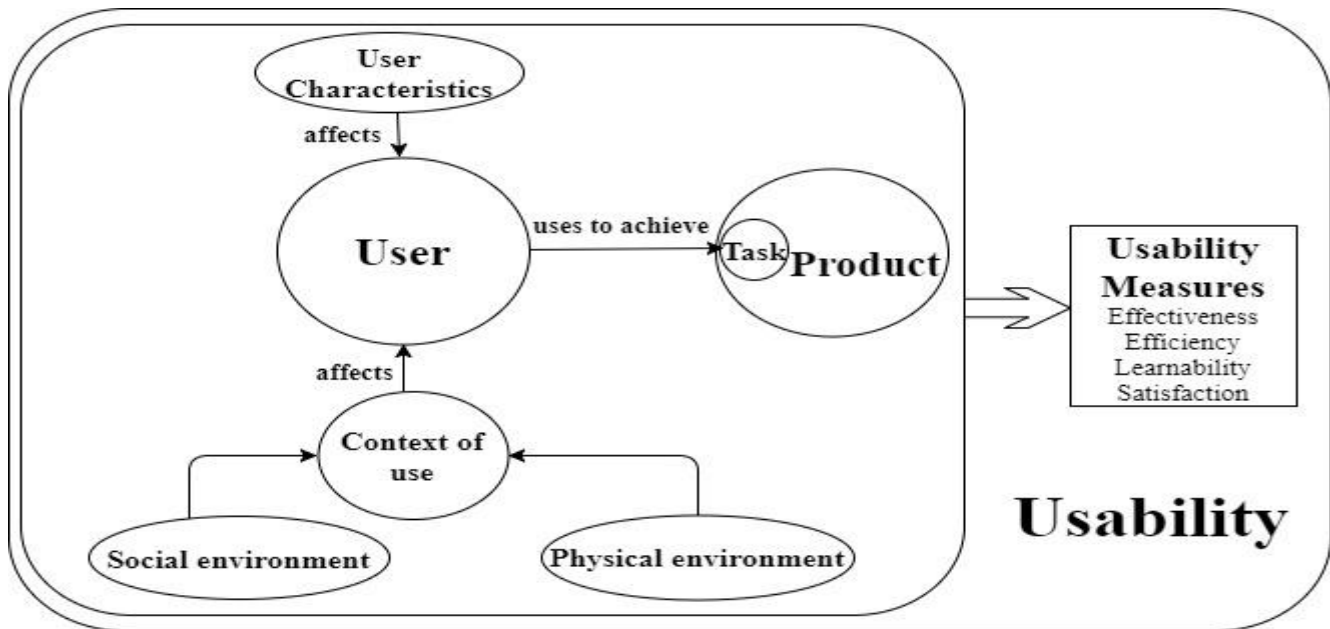 User
Characteristics
affects
uses to achieve
User
Task
Product
Usability
Measures
Effectiveness
Efficiency
Learnability
Satisfaction
affects
Context of
use
Social environment
Physical environment
Usability